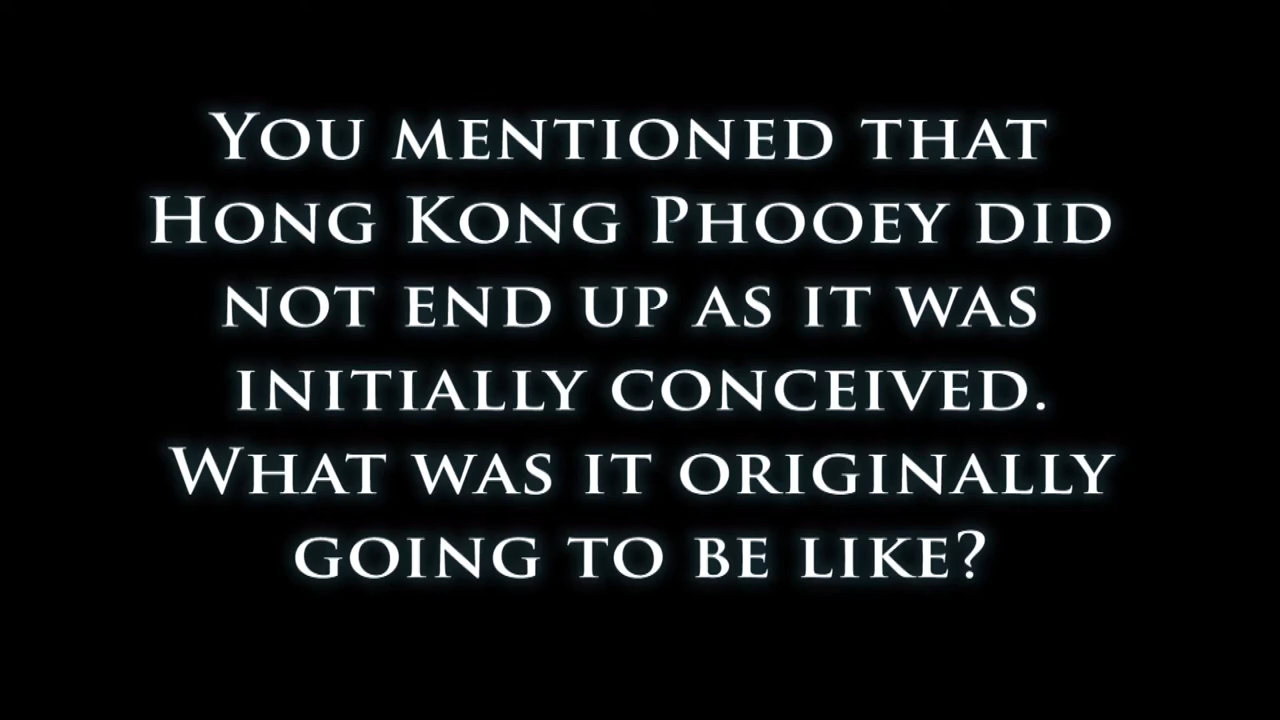 You mentioned that
Hong Kong Phooey did
not end up as it was
initially conceived.
What was it originally
going to be like?